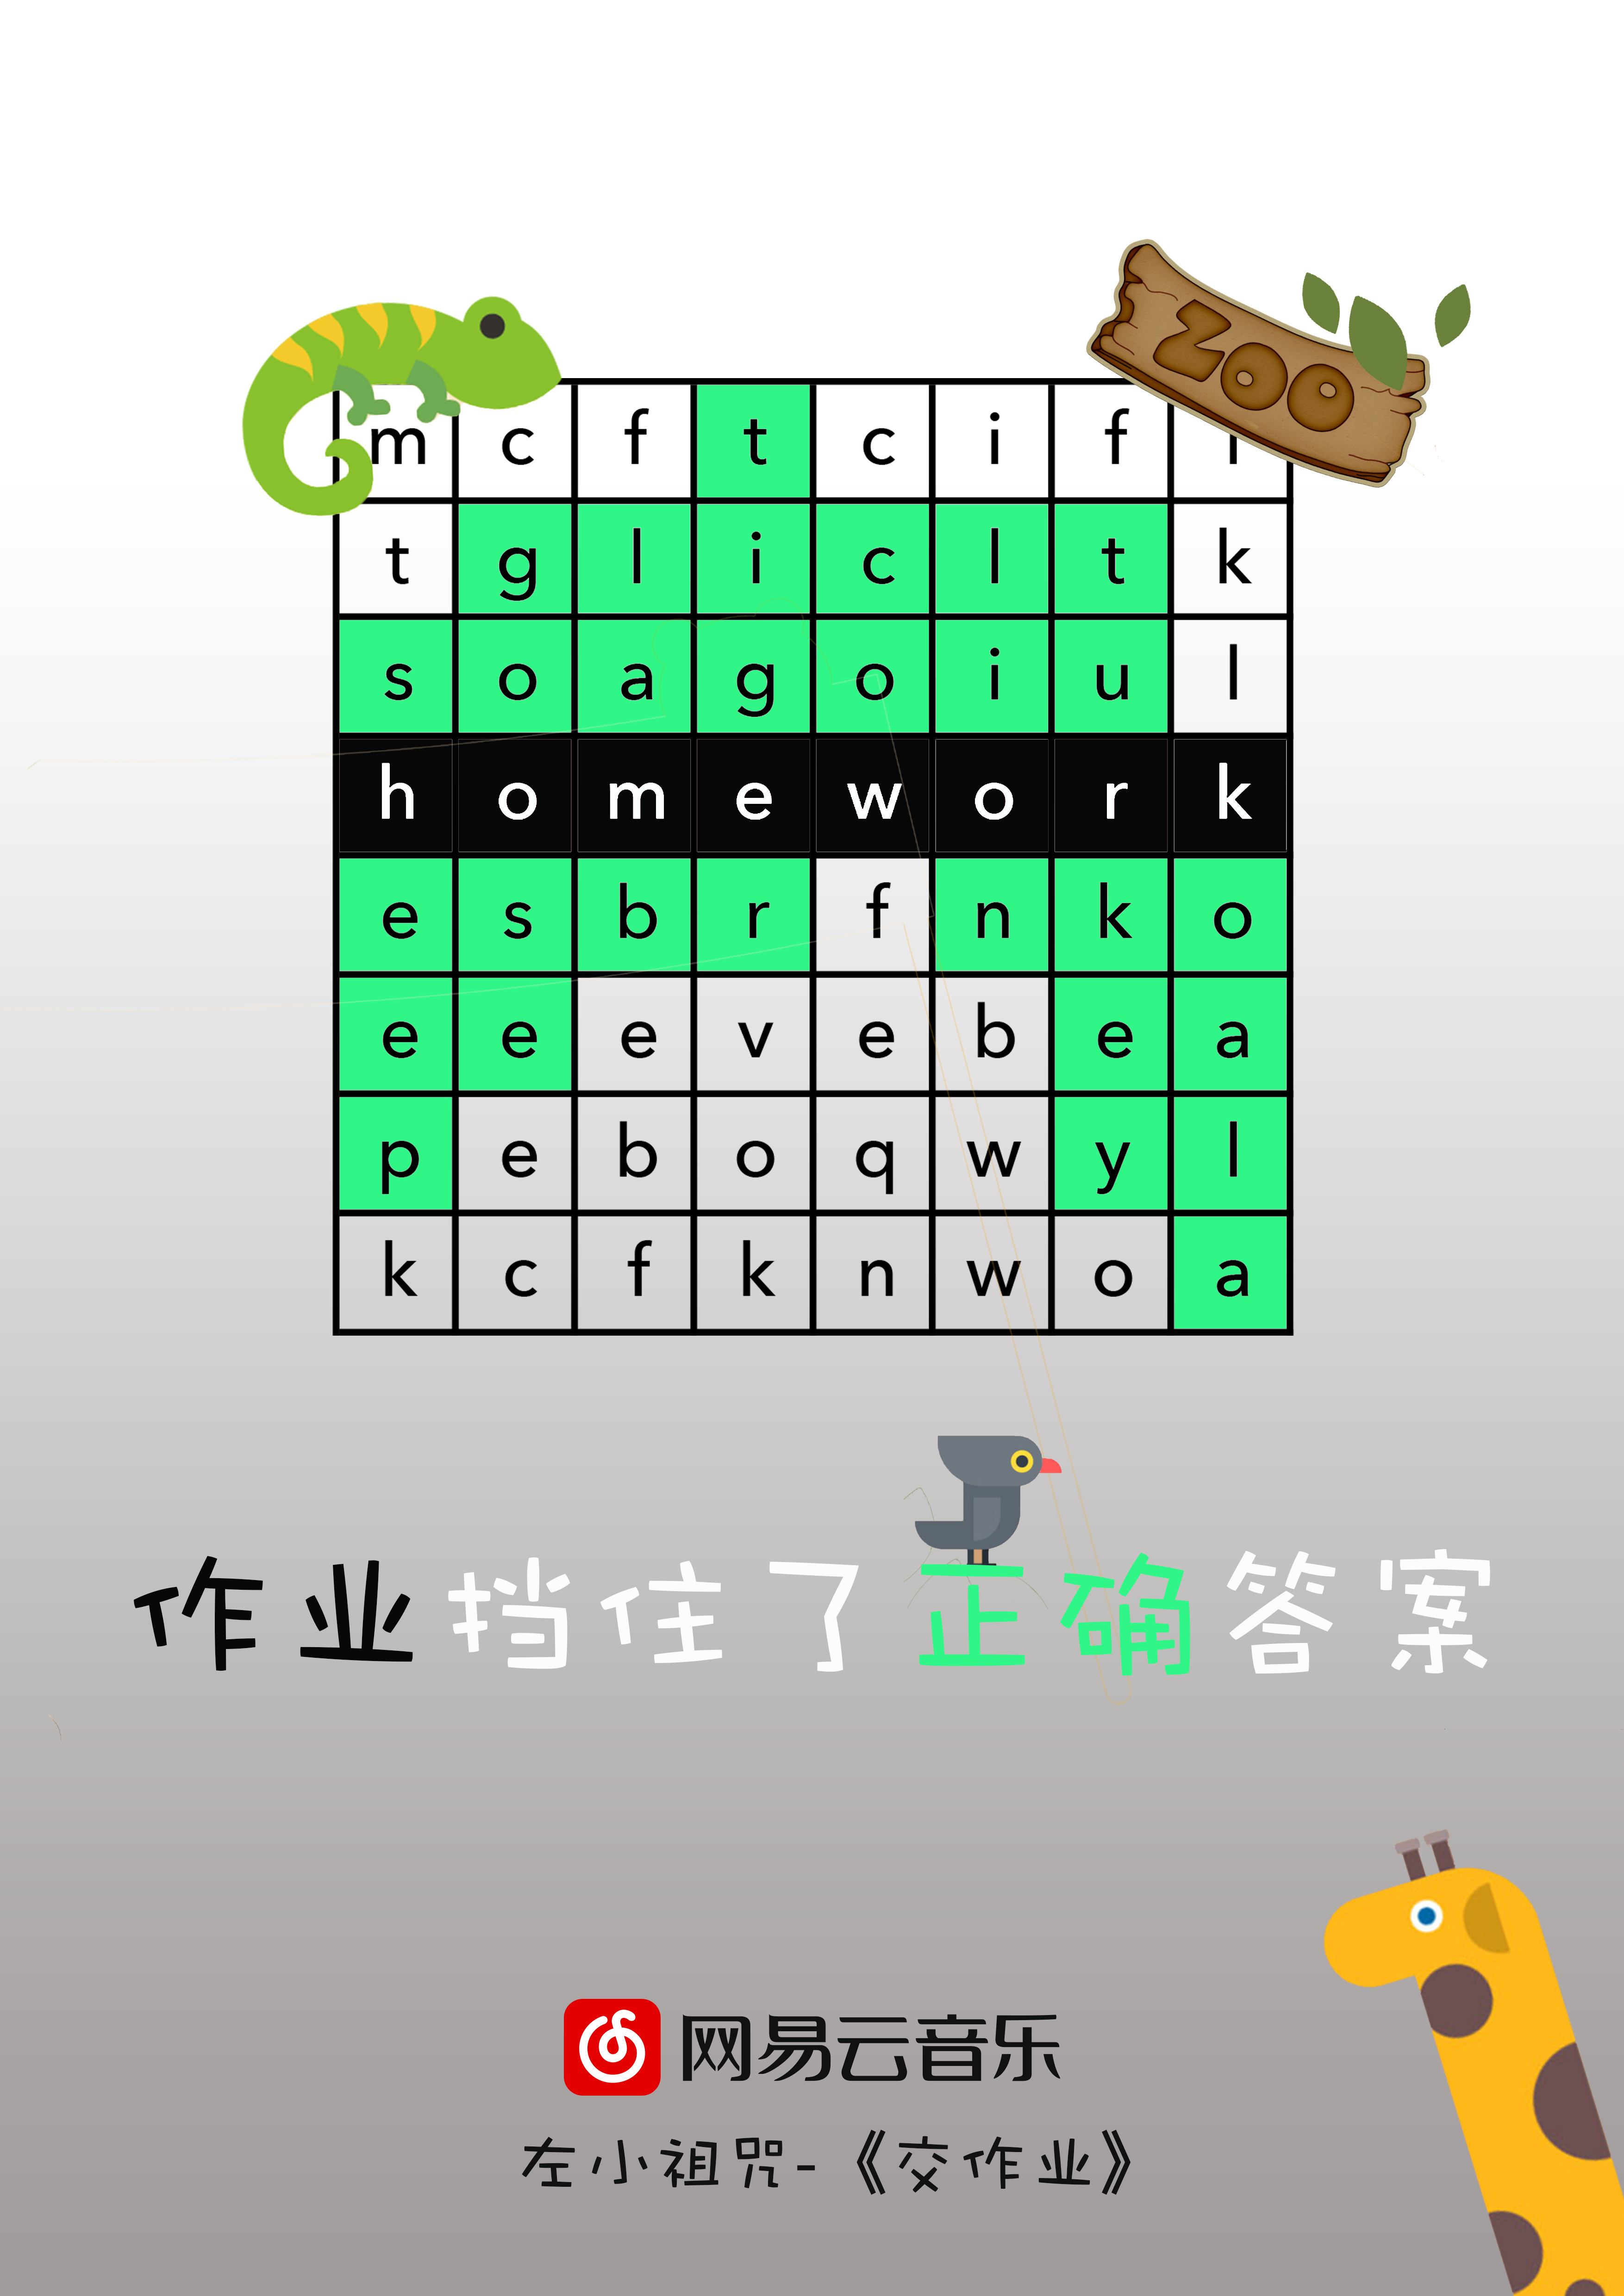 ZOO
m c f t c i f
t g l i c l t k
s o a g o i u l
h o m e w o r k
e s b r f n k o
e e e v e b e a
p e b o q w y l
k c f k n w o a
作业挡住了正确答案
网易云音乐
左小祖咒-《交作业》